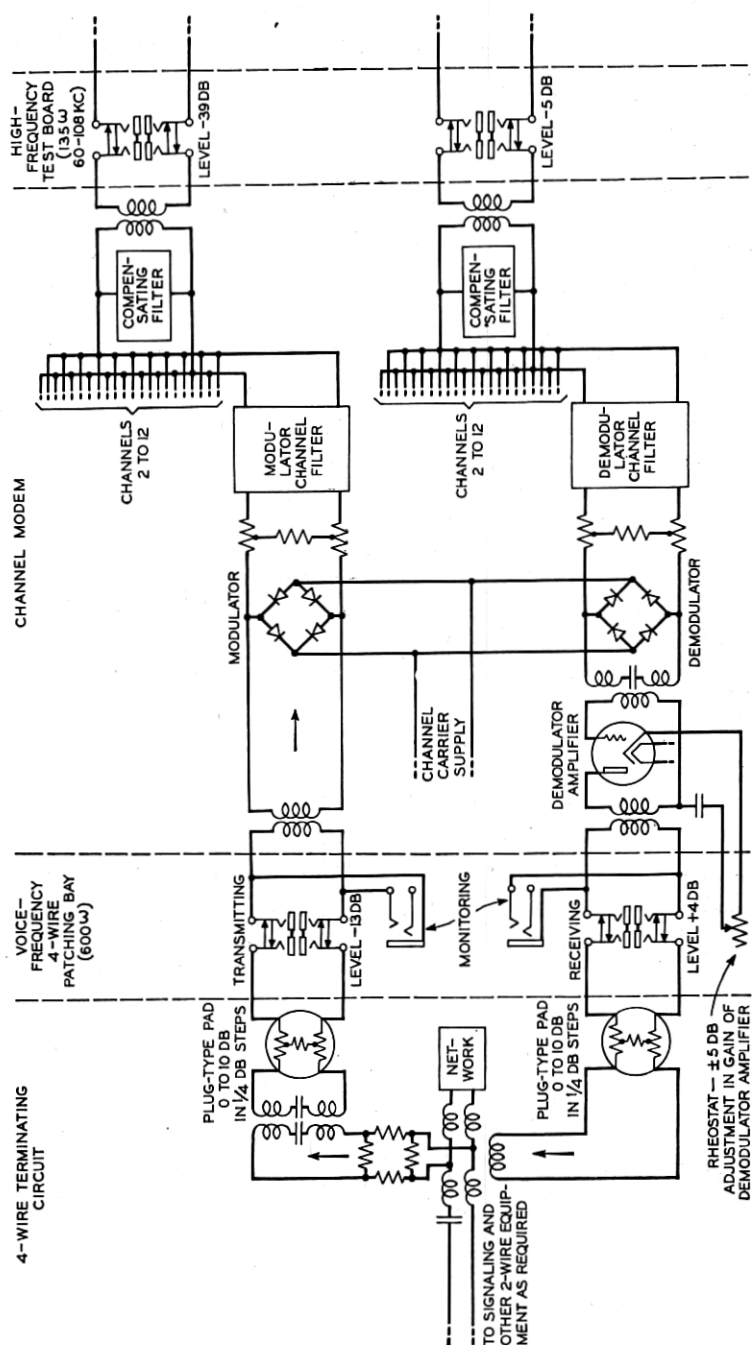 4-WIRE TERMINATING
CIRCUIT
VOICE-
FREQUENCY
4-WIRE
PATCHING BAY
(600ω)
CHANNEL MODEM
HIGH-
FREQUENCY
TEST BOARD
(135ω
60-108 KC)
PLUG-TYPE PAD
0 TO 10 DB
IN 1/4 DB STEPS
TRANSMITTING
LEVEL -13 DB
MODULATOR
MODU-
LATOR
CHANNEL
FILTER
CHANNELS
2 TO 12
COMPEN-
SATING
FILTER
LEVEL -39 DB
NET-
WORK
MONITORING
CHANNEL
CARRIER
SUPPLY
TO SIGNALING AND
OTHER 2-WIRE EQUIP-
MENT AS REQUIRED
PLUG-TYPE PAD
0 TO 10 DB
IN 1/4 DB STEPS
RECEIVING
LEVEL +4 DB
DEMODULATOR
AMPLIFIER
DEMODULATOR
DEMODU-
LATOR
CHANNEL
FILTER
CHANNELS
2 TO 12
COMPEN-
SATING
FILTER
LEVEL -5 DB
RHEOSTAT — ±5 DB
ADJUSTMENT IN GAIN OF
DEMODULATOR AMPLIFIER